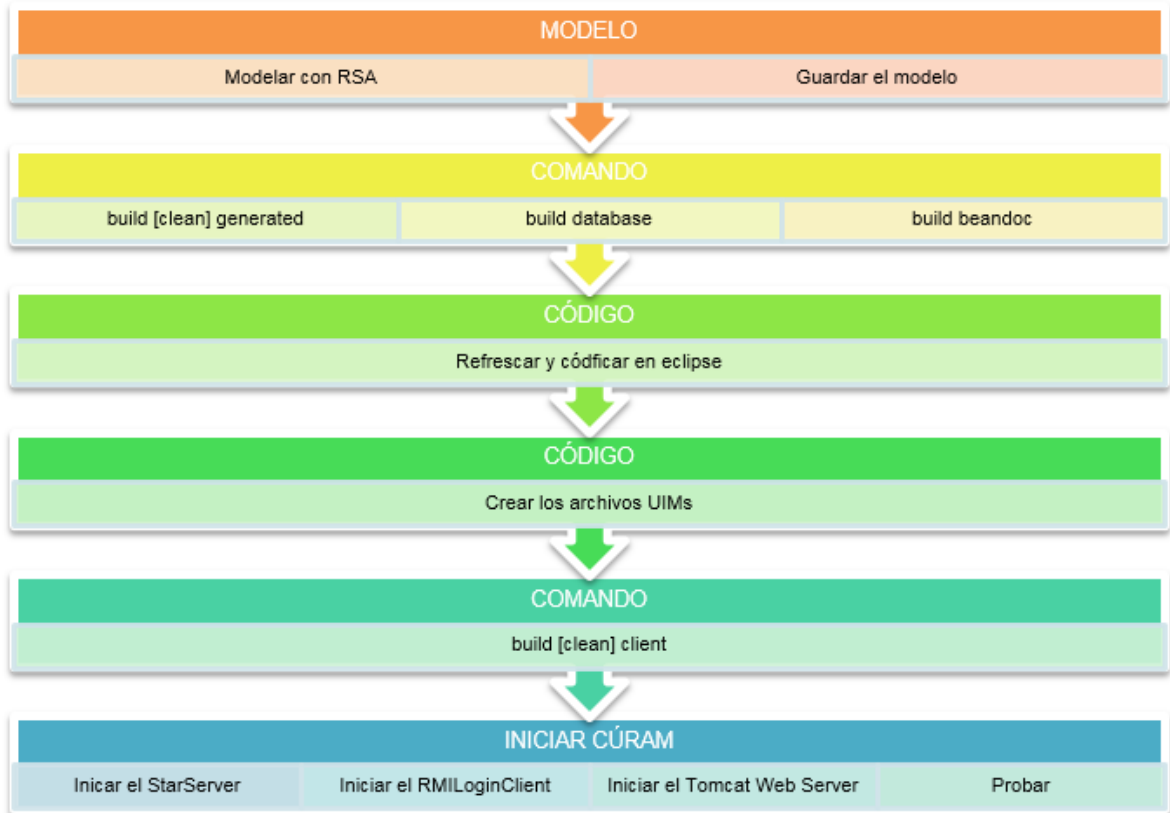 MODELO
Modelar con RSA
Guardar el modelo
COMANDO
build [clean] generated
build database
build beandoc
CÓDIGO
Refrescar y códficar en eclipse
CÓDIGO
Crear los archivos UIMs
COMANDO
build [clean] client
INICIAR CÚRAM
Inicar el StarServer
Iniciar el RMILoginClient
Iniciar el Tomcat Web Server
Probar